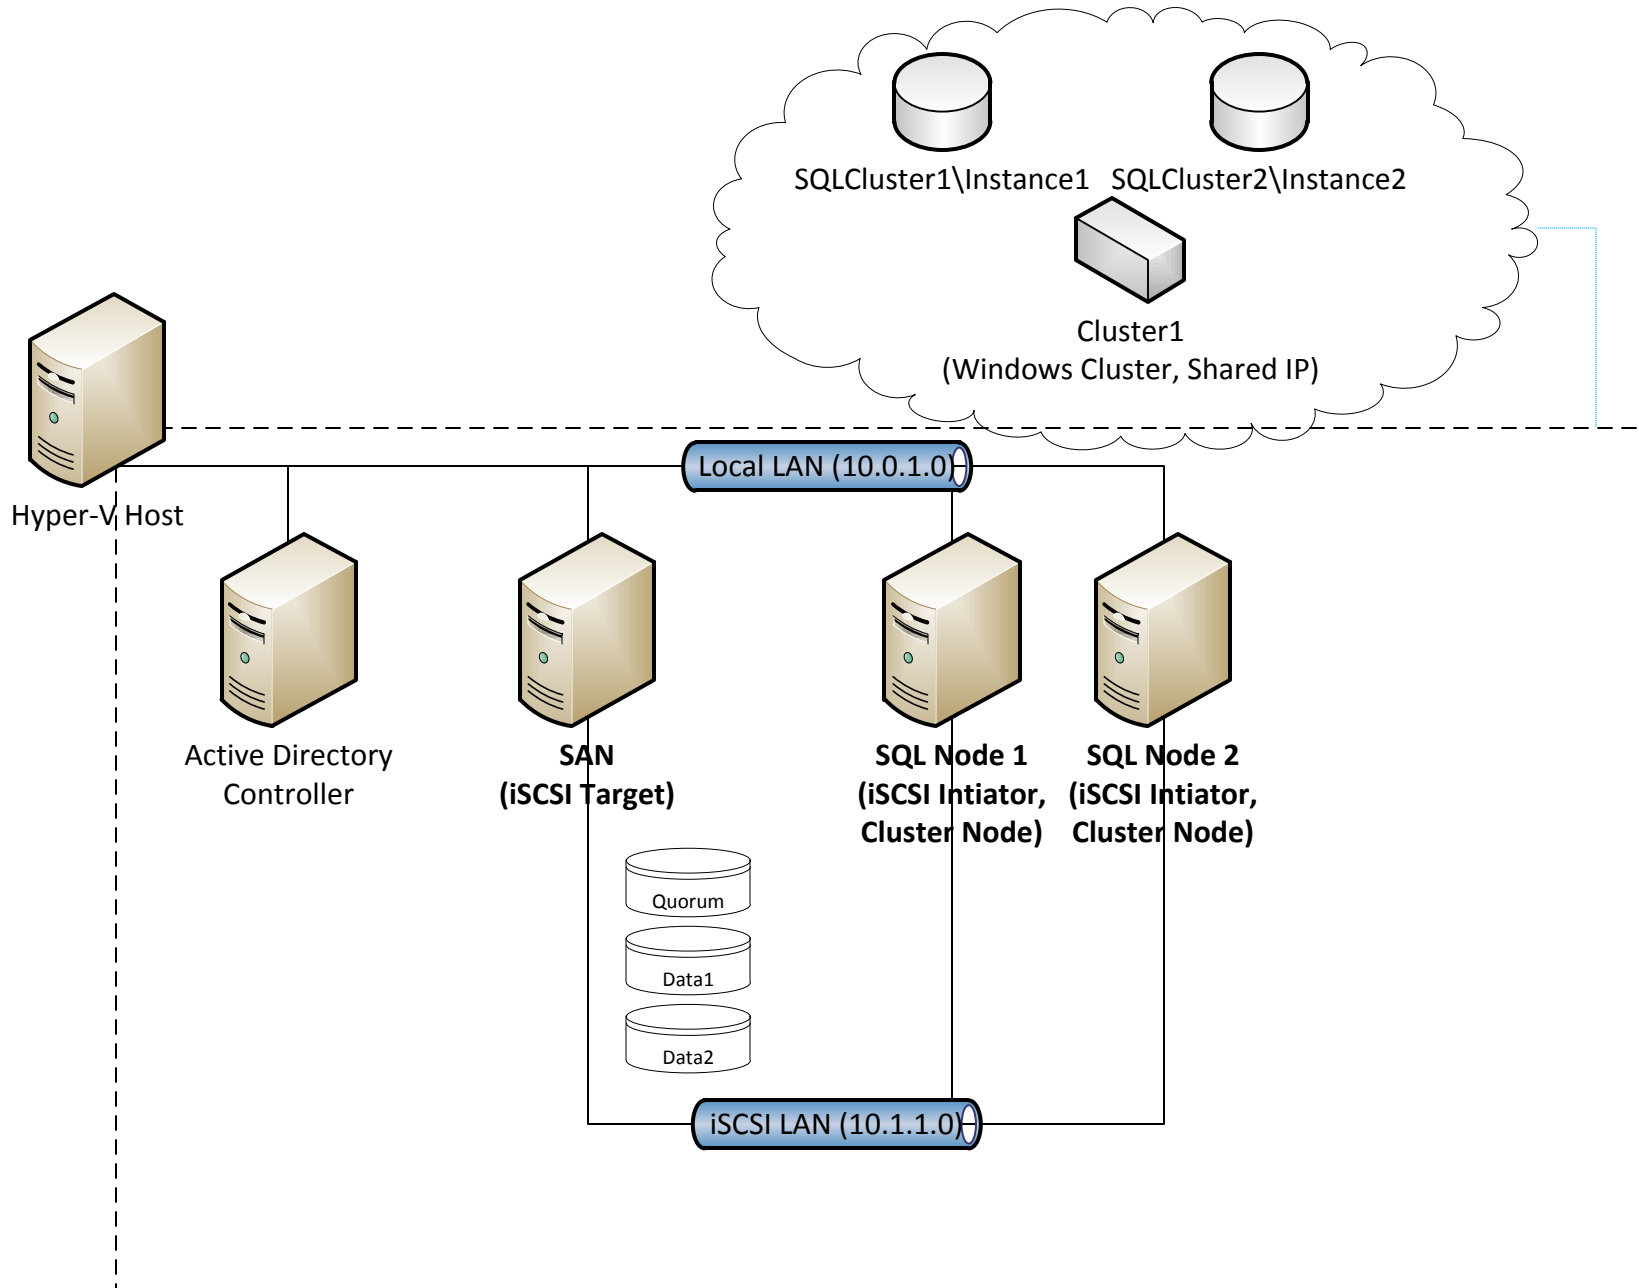 SQLCluster1\Instance1
SQLCluster2\Instance2
Cluster1
(Windows Cluster, Shared IP)
Hyper-V Host
Local LAN (10.0.1.0)
Active Directory
Controller
SAN
(iSCSI Target)
SQL Node 1
(iSCSI Intiator,
Cluster Node)
SQL Node 2
(iSCSI Intiator,
Cluster Node)
Quorum
Data1
Data2
iSCSI LAN (10.1.1.0)